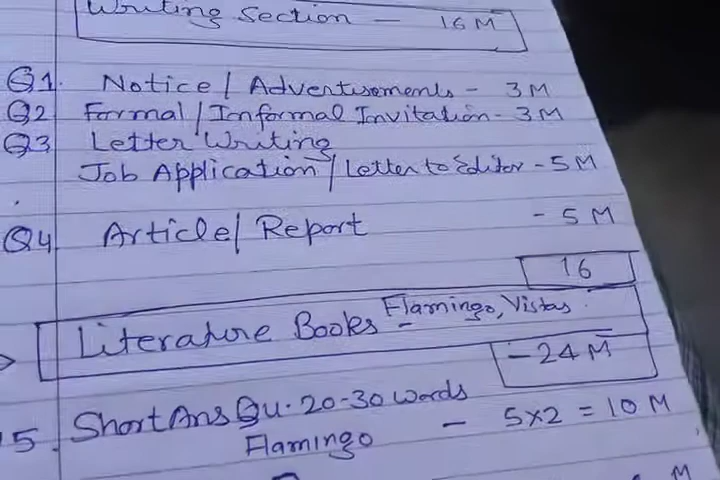 Writing Section - 16 M
Q1. Notice / Advertisements - 3 M
Q2 Formal / Informal Invitation - 3 M
Q3 Letter Writing
Job Application / Letter to Editor - 5 M
Q4. Article / Report - 5 M
16
Literature Books - Flamingo, Vistas
- 24 M
5. Short Ans Qu. 20-30 words
Flamingo - 5x2 = 10 M
M